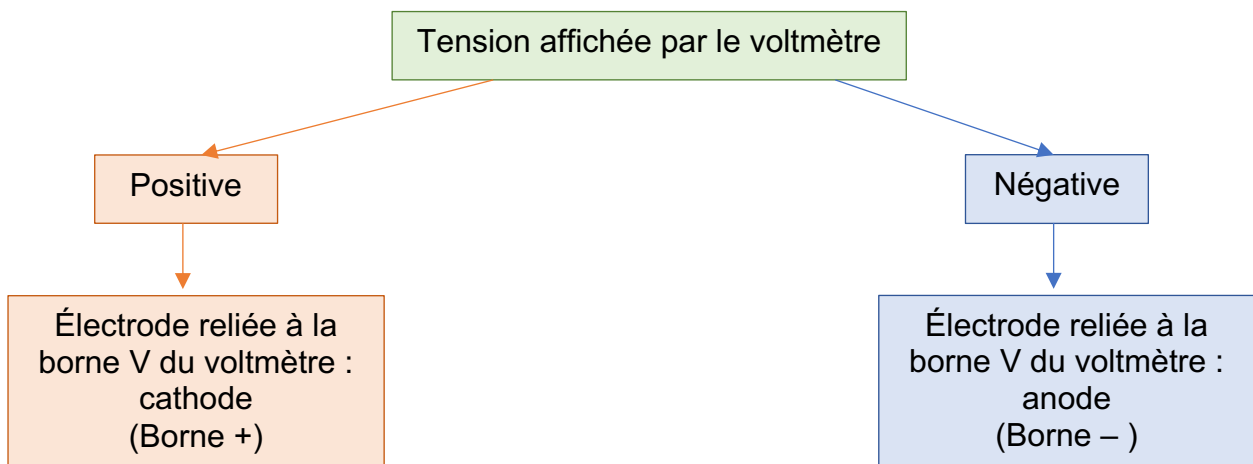 Tension affichée par le voltmètre
Positive
Négative
Électrode reliée à la
borne V du voltmètre :
cathode
(Borne +)
Électrode reliée à la
borne V du voltmètre :
anode
(Borne – )